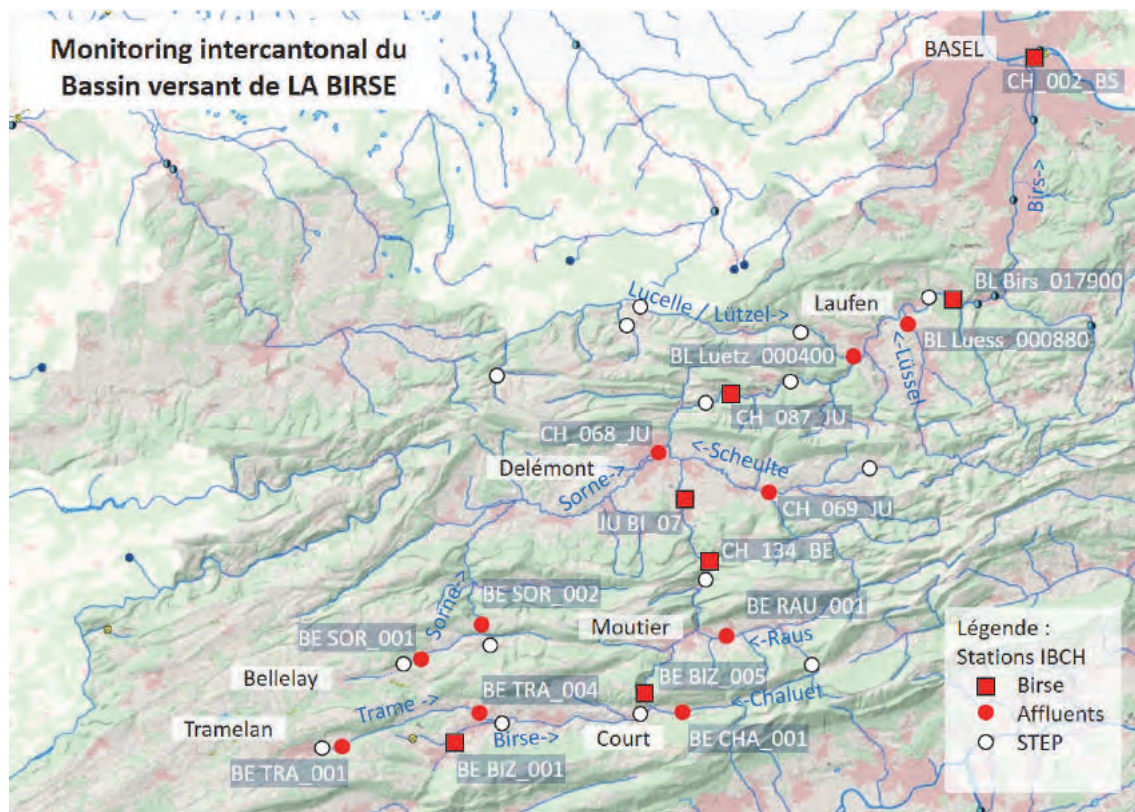 Monitoring intercantonal du
Bassin versant de LA BIRSE
BASEL
CH_002_BS
Birs->
BL Birs_017900
Laufen
Lucelle / Lützel->
BL Luess_000880
BL Luetz_000400
<-Lüssel
CH_087_JU
CH_068_JU
<-Scheulte
Delémont
Sorne->
CH_069_JU
JU BI_07
CH_134_BE
Sorne->
BE SOR_002
BE RAU_001
Moutier
<-Raus
BE SOR_001
Bellelay
BE BIZ_005
BE TRA_004
<-Chaluet
Trame ->
Tramelan
Birse->
Court
BE CHA_001
BE TRA_001
BE BIZ_001
Légende :
Stations IBCH
Birse
Affluents
STEP